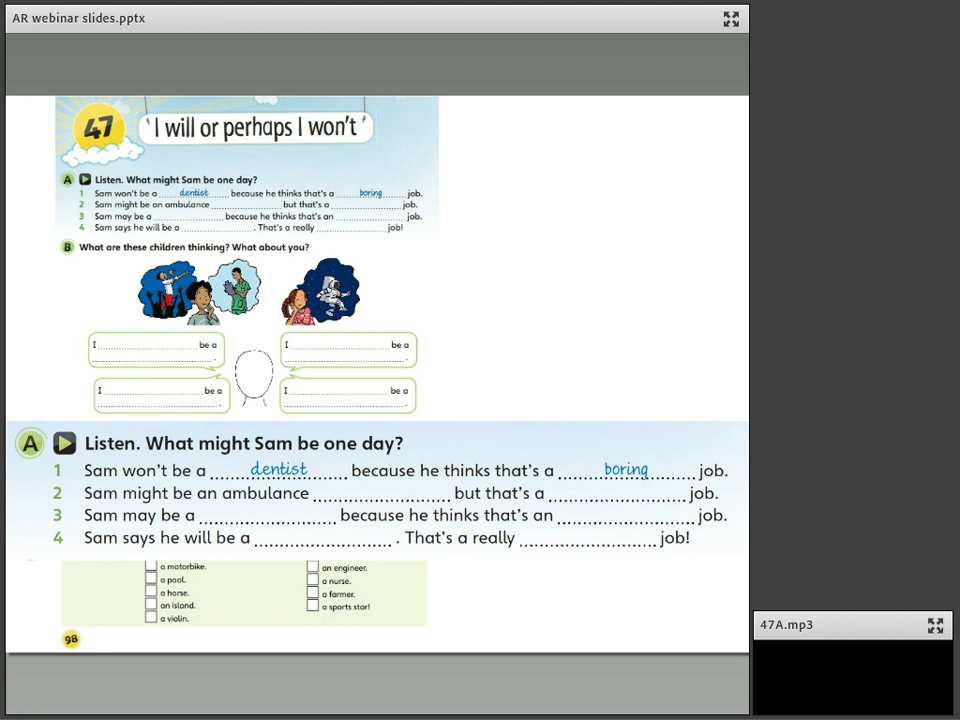 AR webinar slides.pptx
47
'I will or perhaps I won't'
A Listen. What might Sam be one day?
1 Sam won't be a dentist because he thinks that's a boring job.
2 Sam might be an ambulance but that's a job.
3 Sam may be a because he thinks that's an job.
4 Sam says he will be a . That's a really job!
B What are these children thinking? What about you?
I be a
.
I be a
.
I be a
.
I be a
.
A Listen. What might Sam be one day?
1 Sam won't be a dentist because he thinks that's a boring job.
2 Sam might be an ambulance but that's a job.
3 Sam may be a because he thinks that's an job.
4 Sam says he will be a . That's a really job!
a motorbike.
a pool.
a horse.
an island.
a violin.
an engineer.
a nurse.
a farmer.
a sports star!
98
47A.mp3